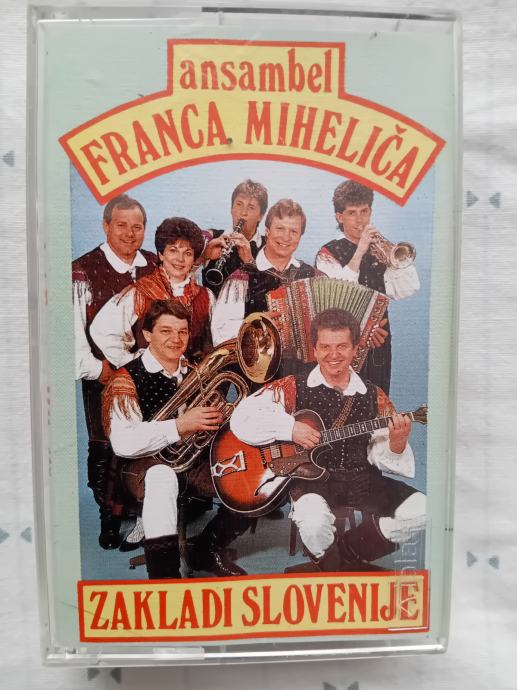 ansambel
FRANCA MIHELIČA
ZAKLADI SLOVENIJE